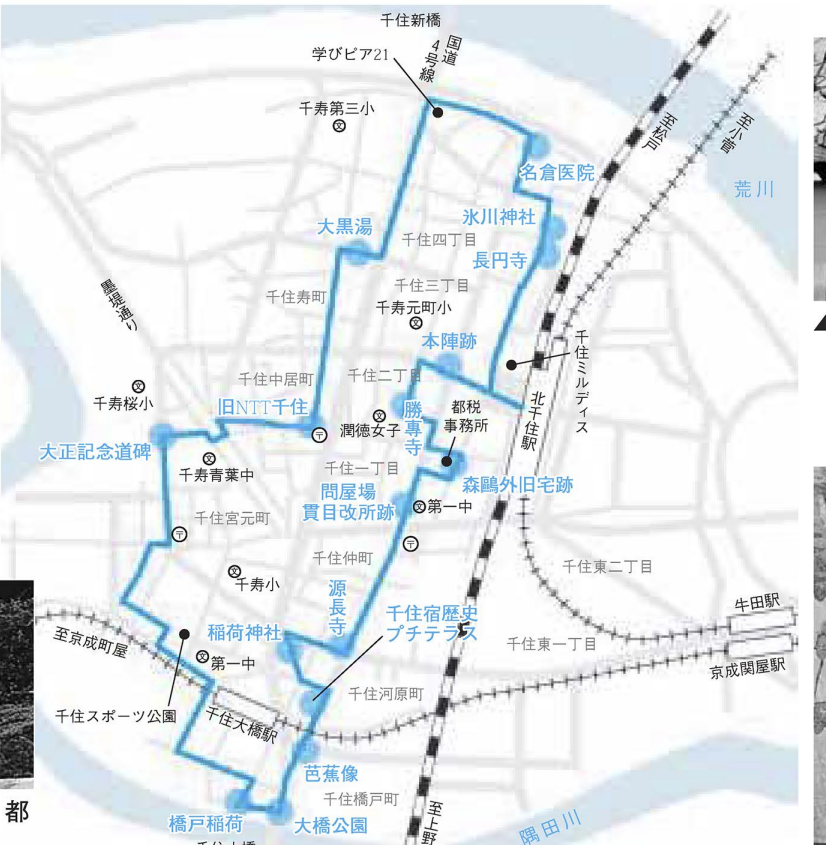 千住新橋
学びピア21
国道
4号線
千寿第三小
至松戸
至小菅
名倉医院
荒川
氷川神社
大黒湯
千住四丁目
長円寺
千住三丁目
墨堤通り
千住寿町
千寿元町小
本陣跡
千住ミルディス
千住中居町
千住二丁目
千寿桜小
旧NTT千住
潤徳女子
勝専寺
都税
事務所
北千住駅
大正記念道碑
千寿青葉中
千住一丁目
森鷗外旧宅跡
問屋場
貫目改所跡
第一中
千住宮元町
千住仲町
千住東二丁目
千寿小
源長寺
千住宿歴史
プチテラス
牛田駅
至京成町屋
稲荷神社
千住東一丁目
第一中
京成関屋駅
千住河原町
千住スポーツ公園
千住大橋駅
芭蕉像
千住橋戸町
都
橋戸稲荷
大橋公園
至上野
隅田川